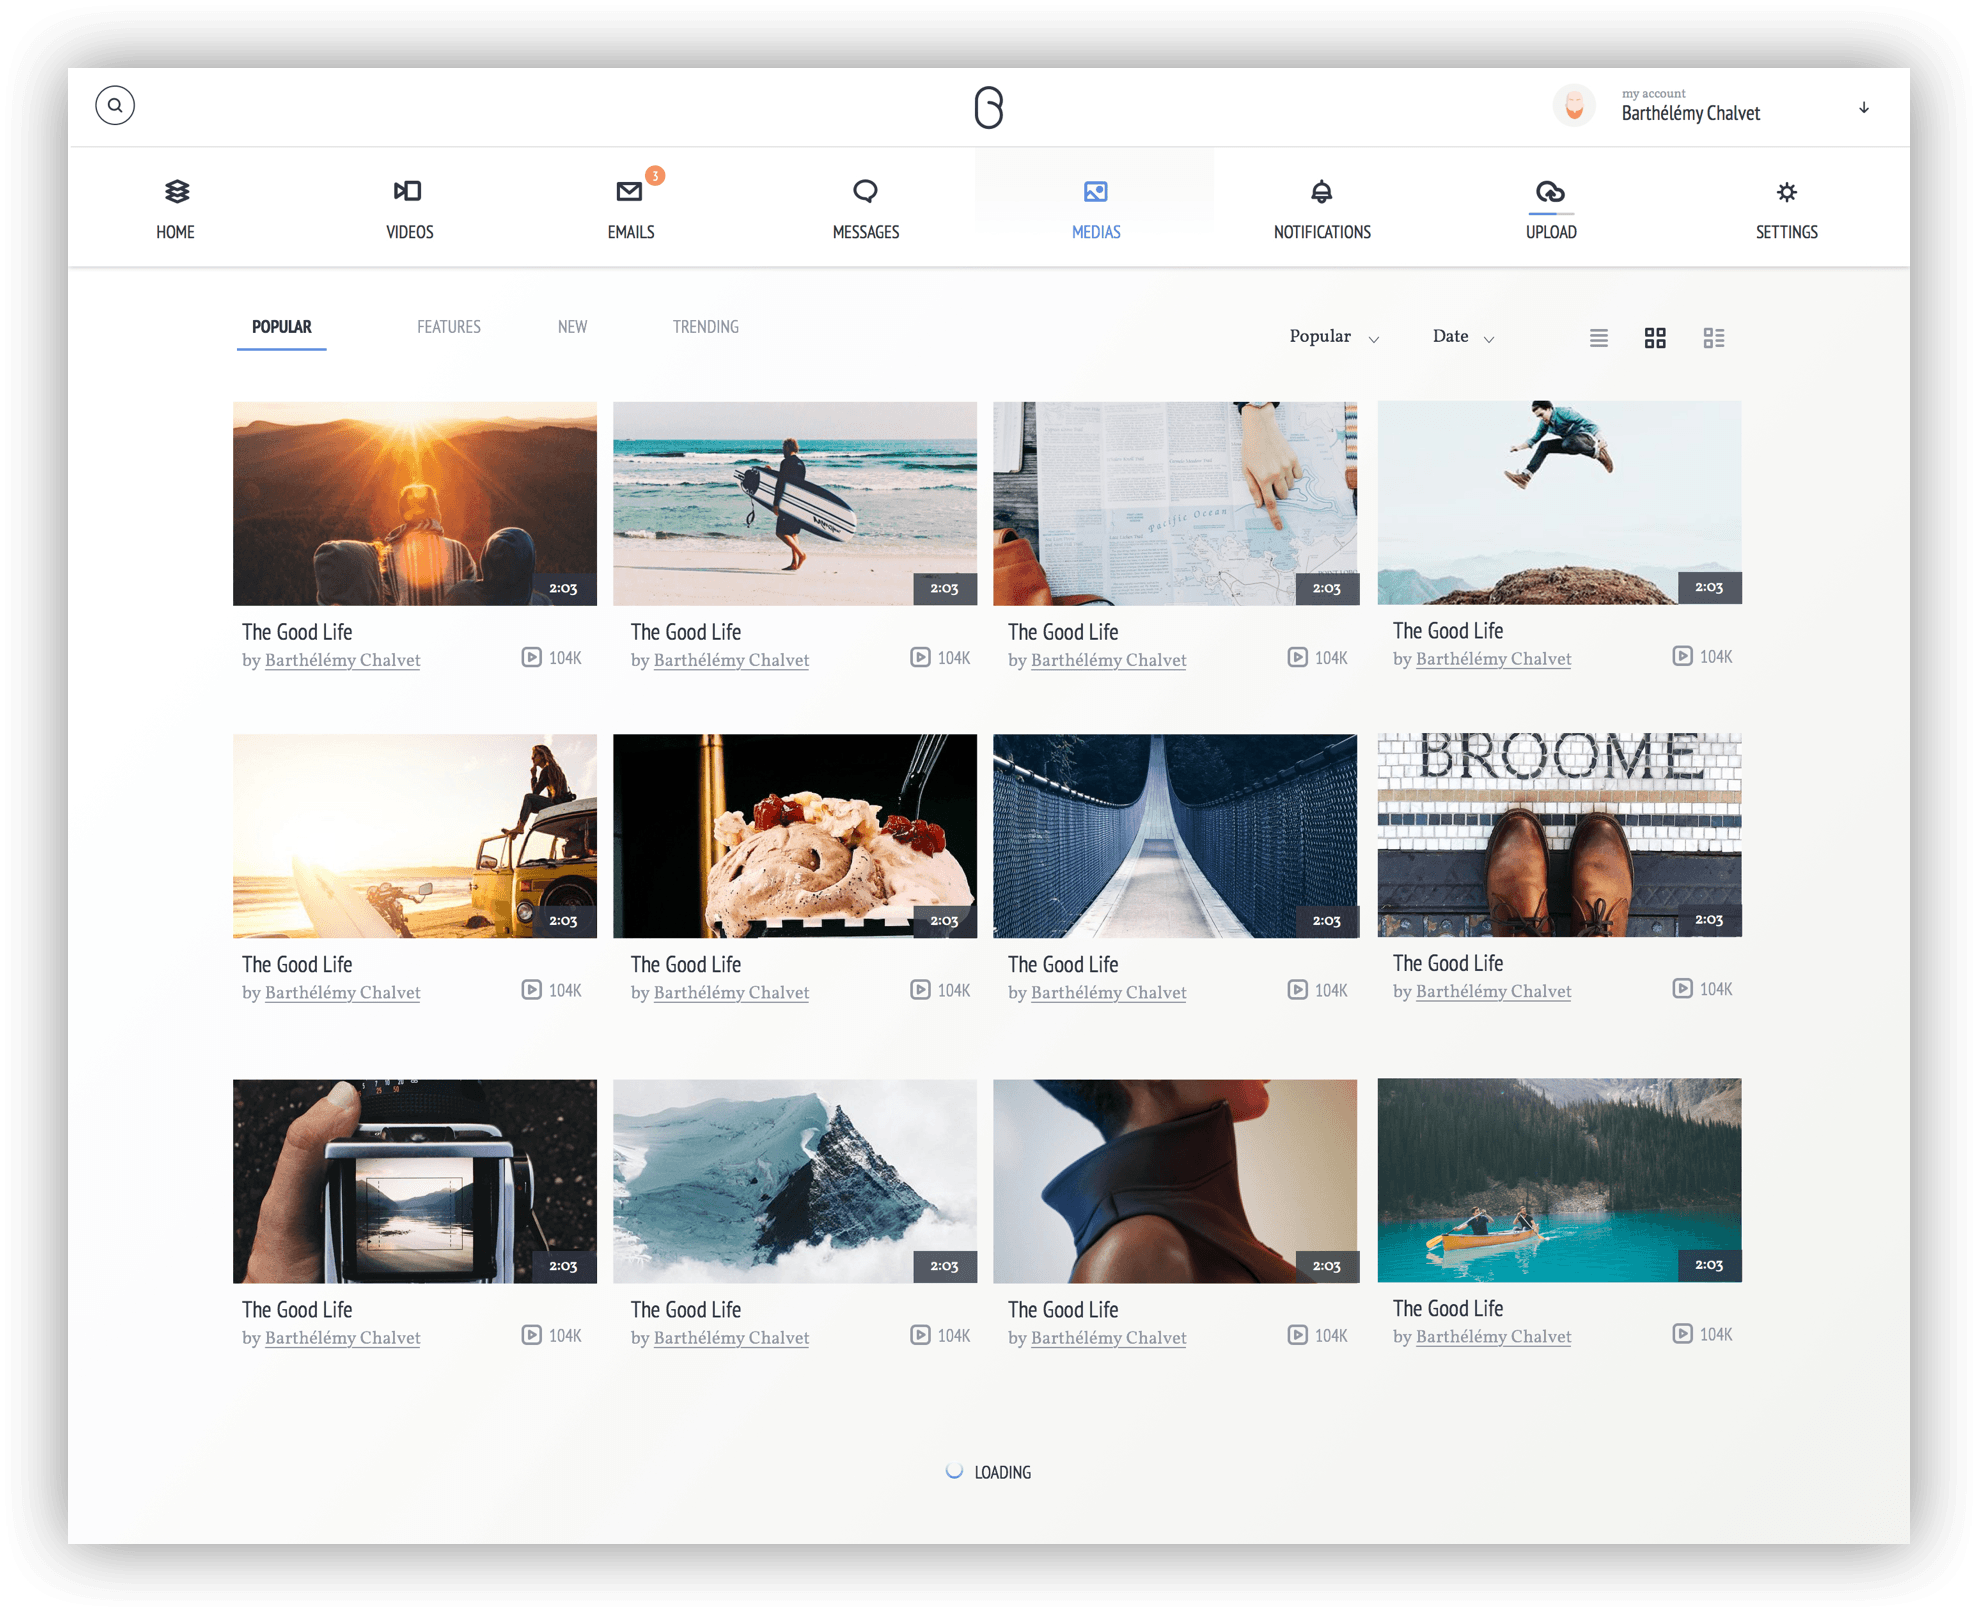 my account
Barthélémy Chalvet
3
HOME VIDEOS EMAILS MESSAGES MEDIAS NOTIFICATIONS UPLOAD SETTINGS
POPULAR FEATURES NEW TRENDING
Popular Date
Pacific Ocean
2:03 2:03 2:03 2:03
The Good Life The Good Life The Good Life The Good Life
by Barthélémy Chalvet 104K by Barthélémy Chalvet 104K by Barthélémy Chalvet 104K by Barthélémy Chalvet 104K
BROOME
2:03 2:03 2:03 2:03
The Good Life The Good Life The Good Life The Good Life
by Barthélémy Chalvet 104K by Barthélémy Chalvet 104K by Barthélémy Chalvet 104K by Barthélémy Chalvet 104K
2:03 2:03 2:03 2:03
The Good Life The Good Life The Good Life The Good Life
by Barthélémy Chalvet 104K by Barthélémy Chalvet 104K by Barthélémy Chalvet 104K by Barthélémy Chalvet 104K
LOADING